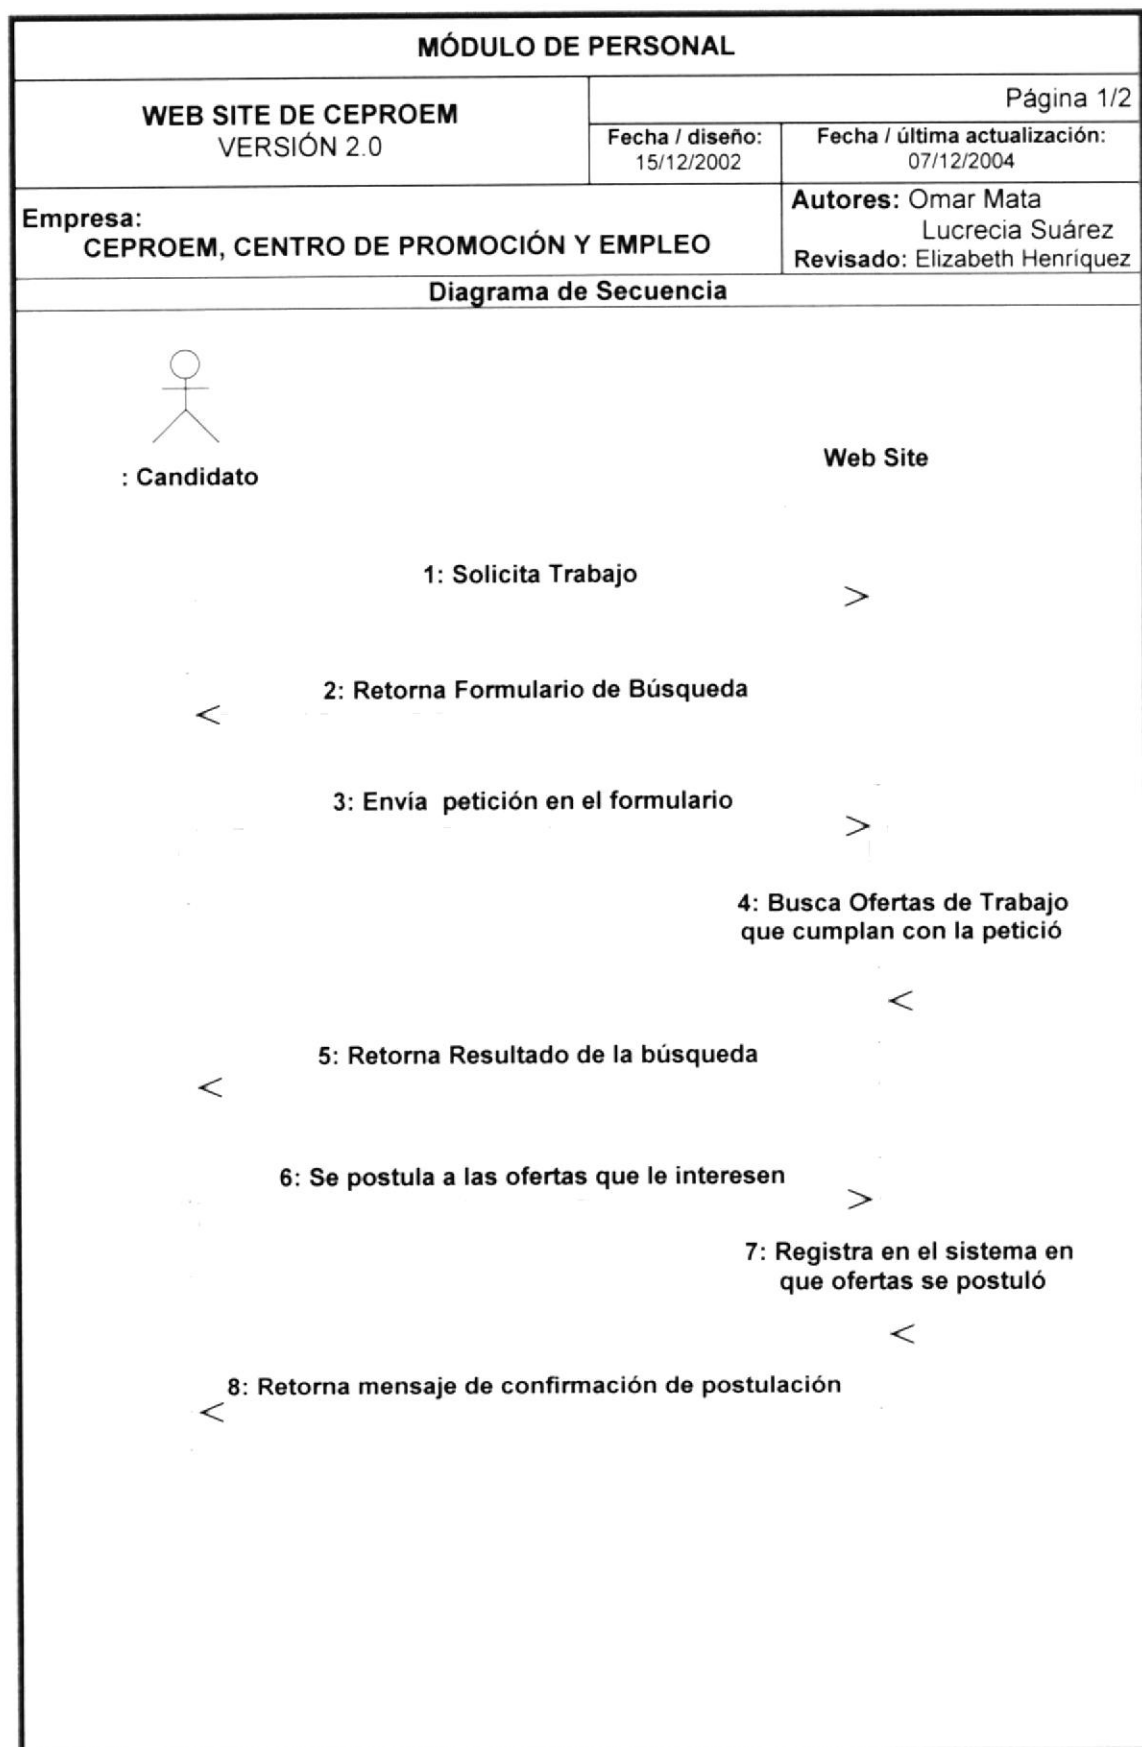 MÓDULO DE PERSONAL
WEB SITE DE CEPROEM
VERSIÓN 2.0
Página 1/2
Fecha / diseño:
15/12/2002
Fecha / última actualización:
07/12/2004
Empresa:
CEPROEM, CENTRO DE PROMOCIÓN Y EMPLEO
Autores: Omar Mata
Lucrecia Suárez
Revisado: Elizabeth Henríquez
Diagrama de Secuencia
: Candidato
Web Site
1: Solicita Trabajo
2: Retorna Formulario de Búsqueda
3: Envía petición en el formulario
4: Busca Ofertas de Trabajo
que cumplan con la petició
5: Retorna Resultado de la búsqueda
6: Se postula a las ofertas que le interesen
7: Registra en el sistema en
que ofertas se postuló
8: Retorna mensaje de confirmación de postulación